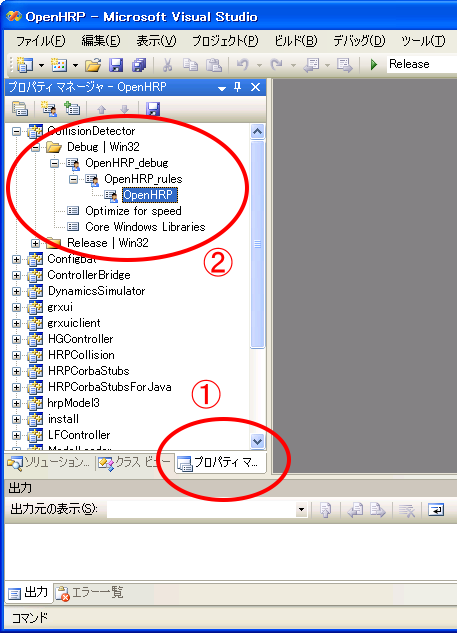 OpenHRP - Microsoft Visual Studio
ファイル(F) 編集(E) 表示(V) プロジェクト(P) ビルド(B) デバッグ(D) ツール(T)
Release
プロパティ マネージャ - OpenHRP
CollisionDetector
Debug | Win32
OpenHRP_debug
OpenHRP_rules
OpenHRP
Optimize for speed
Core Windows Libraries
Release | Win32
②
Configbat
ControllerBridge
DynamicsSimulator
grxui
grxuiclient
HGController
HRPCollision
HRPCorbaStubs
HRPCorbaStubsForJava
①
hrpModel3
install
LFController
ModelLoader
ソリューション... クラス ビュー プロパティ マ...
出力
出力元の表示(S):
出力 エラー一覧
コマンド